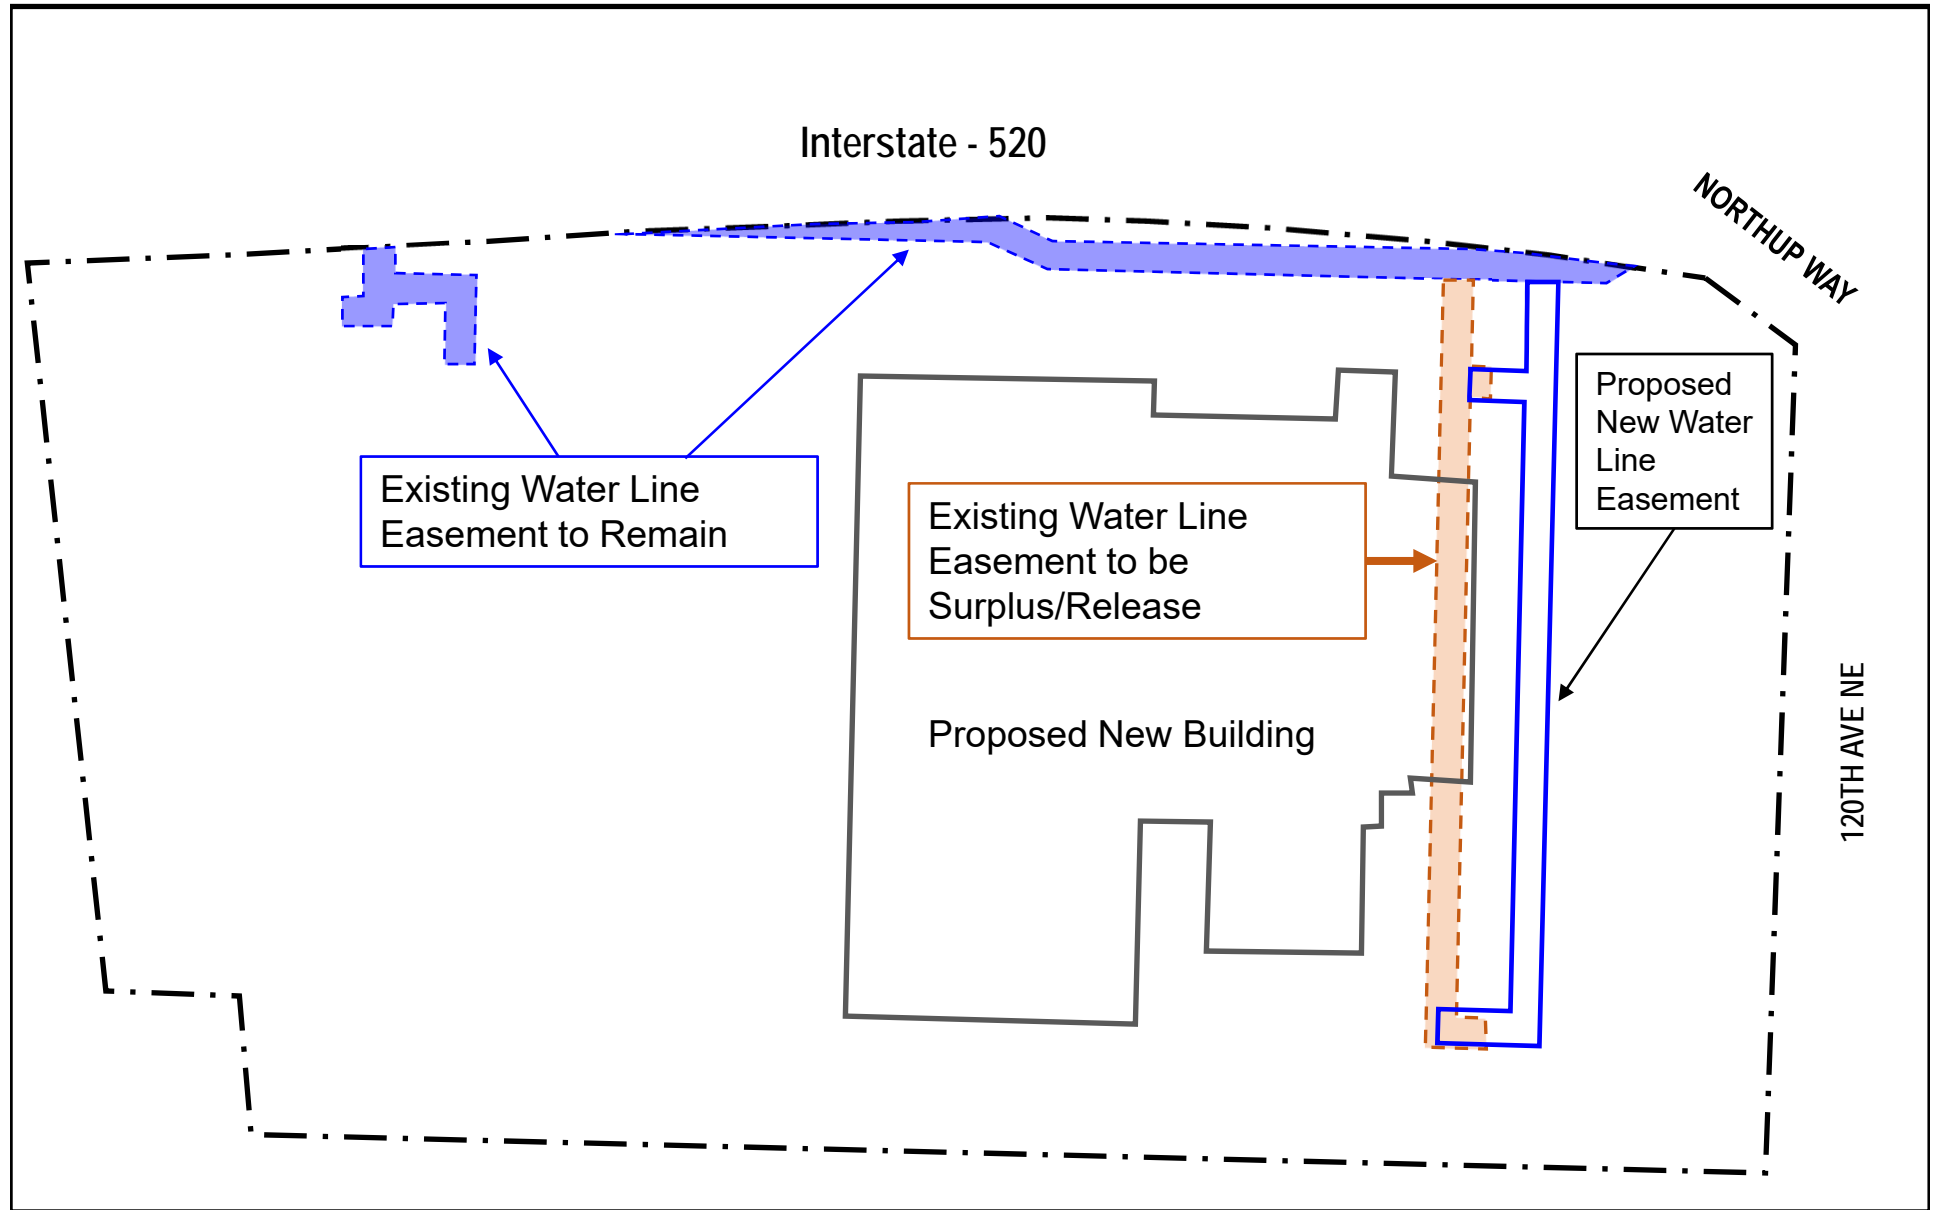 Interstate - 520
NORTHUP WAY
Proposed
New Water
Line
Easement
Existing Water Line
Easement to Remain
Existing Water Line
Easement to be
Surplus/Release
Proposed New Building
120TH AVE NE